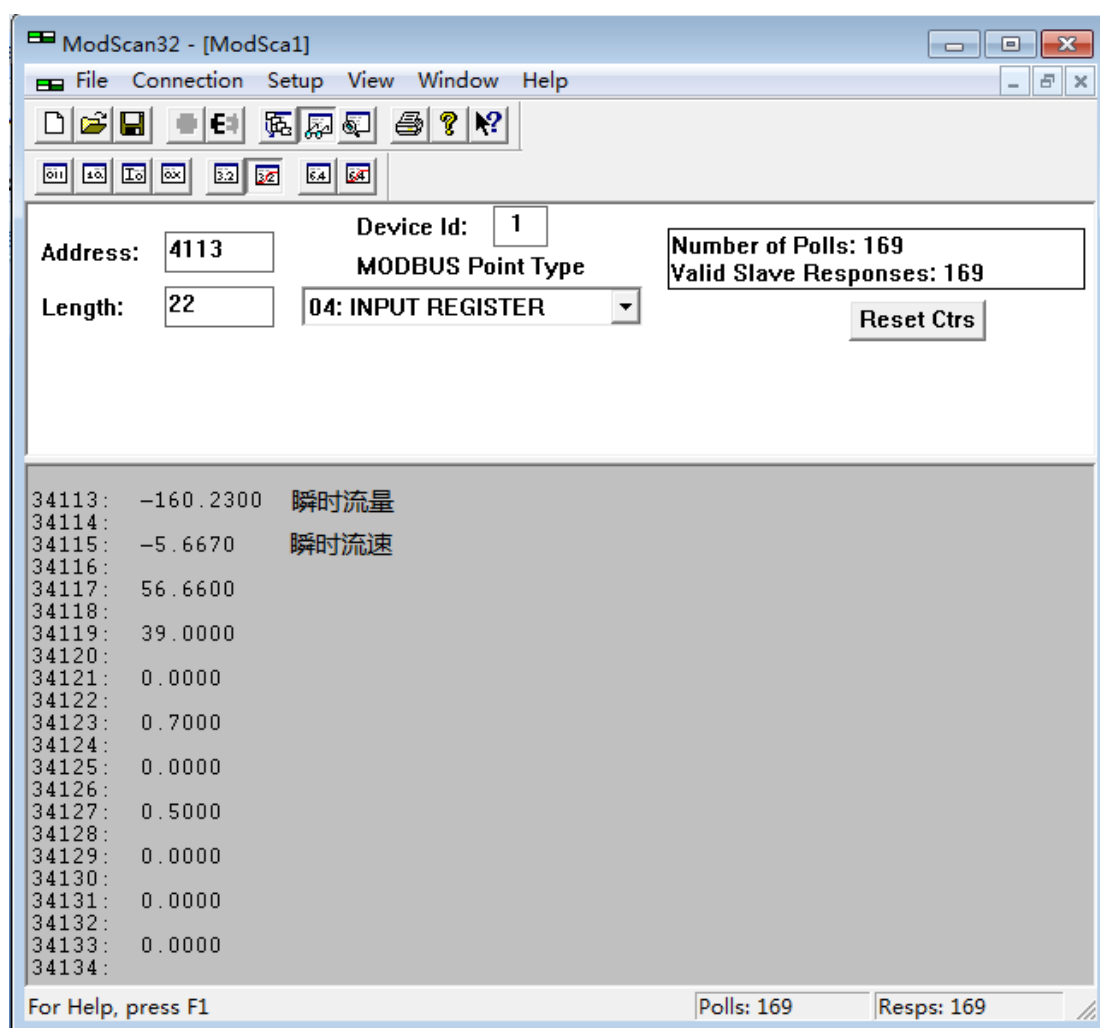 ModScan32 - [ModSca1]
File Connection Setup View Window Help
Address: 4113
Device Id: 1
MODBUS Point Type
Length: 22
04: INPUT REGISTER
Number of Polls: 169
Valid Slave Responses: 169
Reset Ctrs
34113: -160.2300 瞬时流量
34114:
34115: -5.6670 瞬时流速
34116:
34117: 56.6600
34118:
34119: 39.0000
34120:
34121: 0.0000
34122:
34123: 0.7000
34124:
34125: 0.0000
34126:
34127: 0.5000
34128:
34129: 0.0000
34130:
34131: 0.0000
34132:
34133: 0.0000
34134:
For Help, press F1
Polls: 169
Resps: 169